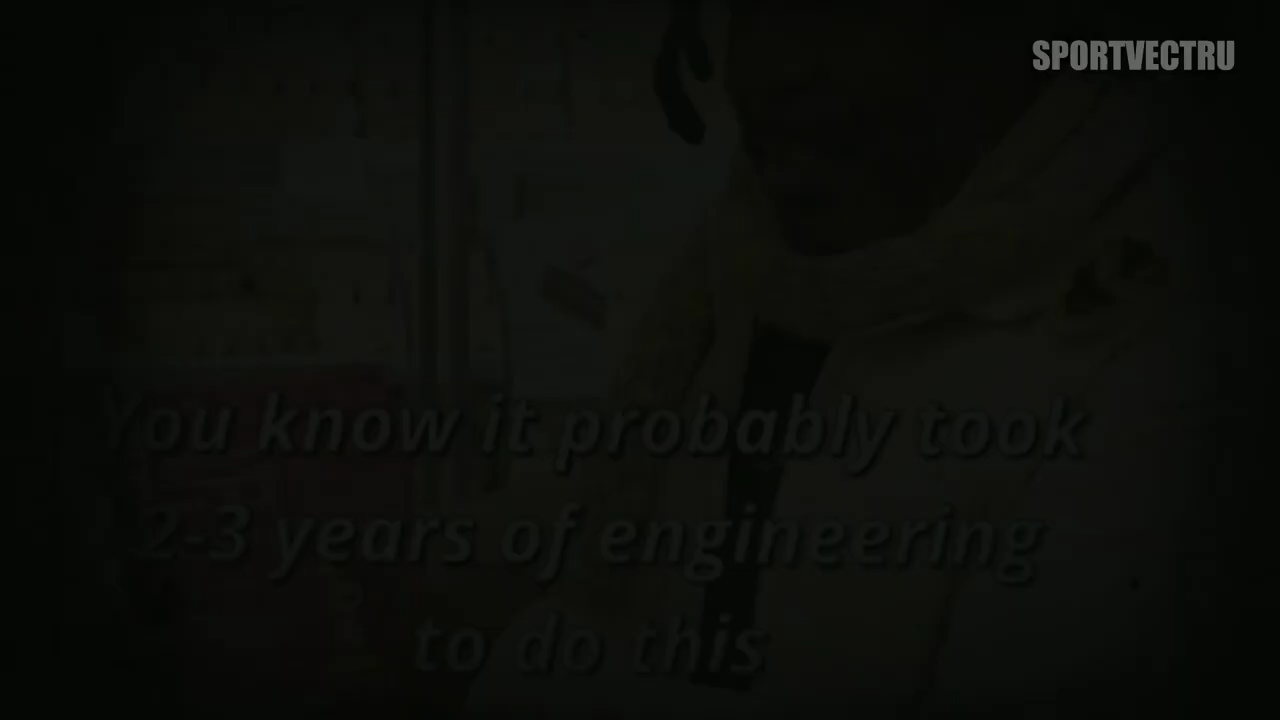 SPORTVECTRU
You know it probably took
2-3 years of engineering
to do this